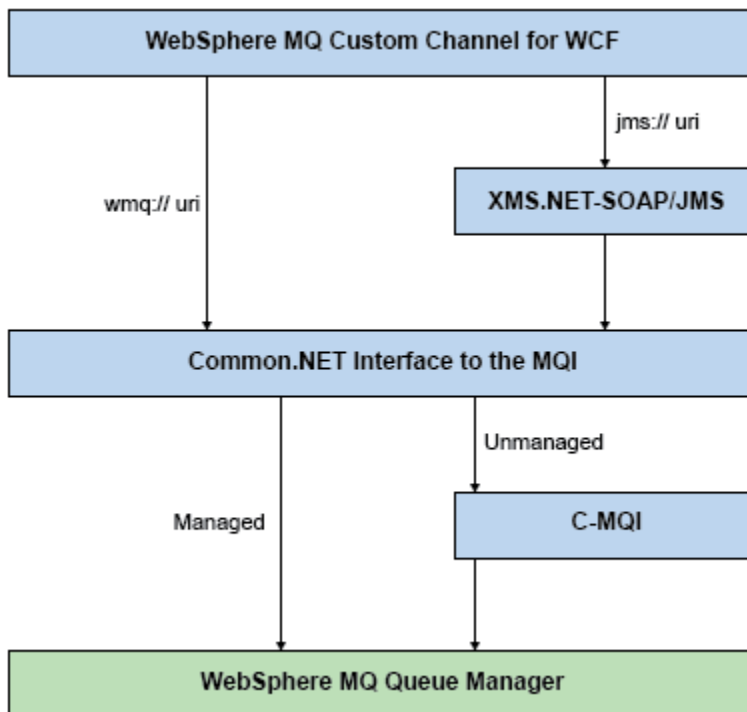 WebSphere MQ Custom Channel for WCF
jms:// uri
wmq:// uri
XMS.NET-SOAP/JMS
Common.NET Interface to the MQI
Unmanaged
Managed
C-MQI
WebSphere MQ Queue Manager